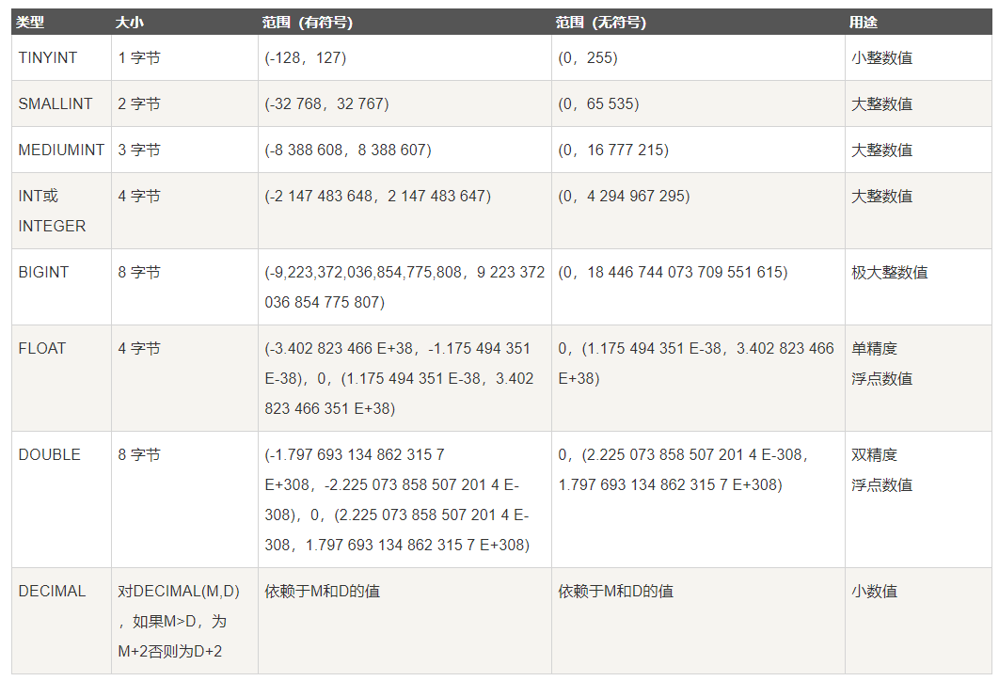 类型 大小 范围（有符号） 范围（无符号） 用途
TINYINT 1 字节 (-128，127) (0，255) 小整数值
SMALLINT 2 字节 (-32 768，32 767) (0，65 535) 大整数值
MEDIUMINT 3 字节 (-8 388 608，8 388 607) (0，16 777 215) 大整数值
INT或 4 字节 (-2 147 483 648，2 147 483 647) (0，4 294 967 295) 大整数值
INTEGER
BIGINT 8 字节 (-9,223,372,036,854,775,808，9 223 372 (0，18 446 744 073 709 551 615) 极大整数值
036 854 775 807)
FLOAT 4 字节 (-3.402 823 466 E+38，-1.175 494 351 0，(1.175 494 351 E-38，3.402 823 466 单精度
E-38)，0，(1.175 494 351 E-38，3.402 E+38) 浮点数值
823 466 351 E+38)
DOUBLE 8 字节 (-1.797 693 134 862 315 7 0，(2.225 073 858 507 201 4 E-308， 双精度
E+308，-2.225 073 858 507 201 4 E- 1.797 693 134 862 315 7 E+308) 浮点数值
308)，0，(2.225 073 858 507 201 4 E-
308，1.797 693 134 862 315 7 E+308)
DECIMAL 对DECIMAL(M,D) 依赖于M和D的值 依赖于M和D的值 小数值
，如果M>D，为
M+2否则为D+2